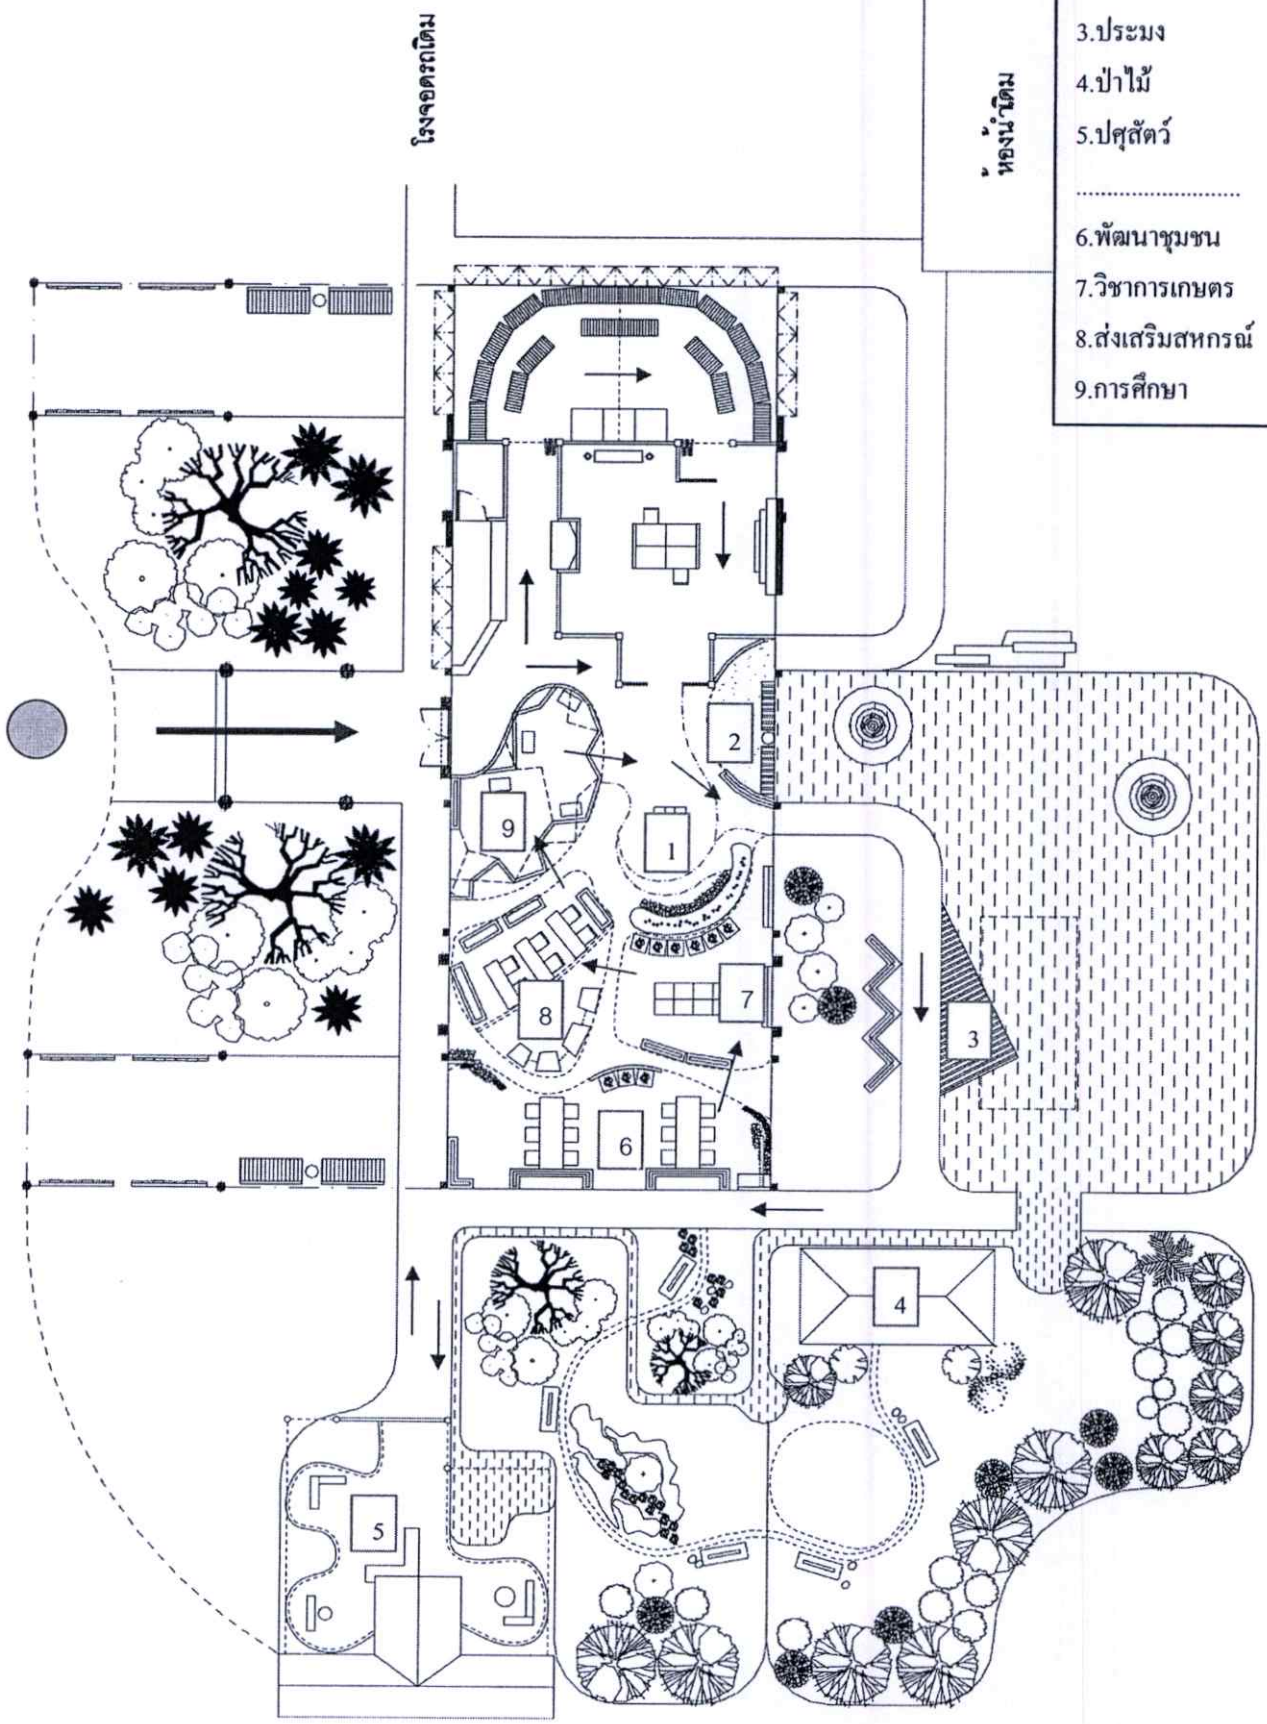 โรงจอดรถเดิม
ห้องน้ำเดิม
3.ประมง
4.ป่าไม้
5.ปศุสัตว์
........................
6.พัฒนาชุมชน
7.วิชาการเกษตร
8.ส่งเสริมสหกรณ์
9.การศึกษา
2
9
1
8
7
3
6
4
5